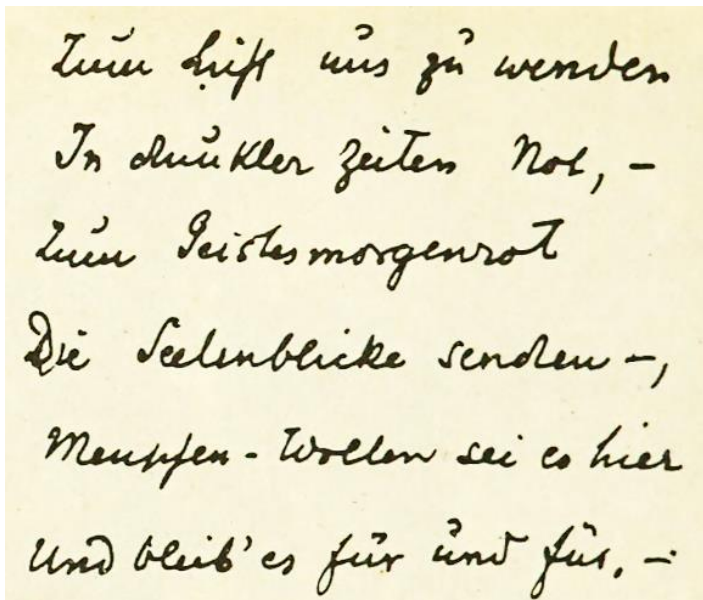 Zum Licht uns zu wenden
In dunkler Zeiten Not, –
Zum Geistesmorgenrot
Die Seelenblicke senden –,
Menschen-Wollen sei es hier
Und bleib' es für und für, –